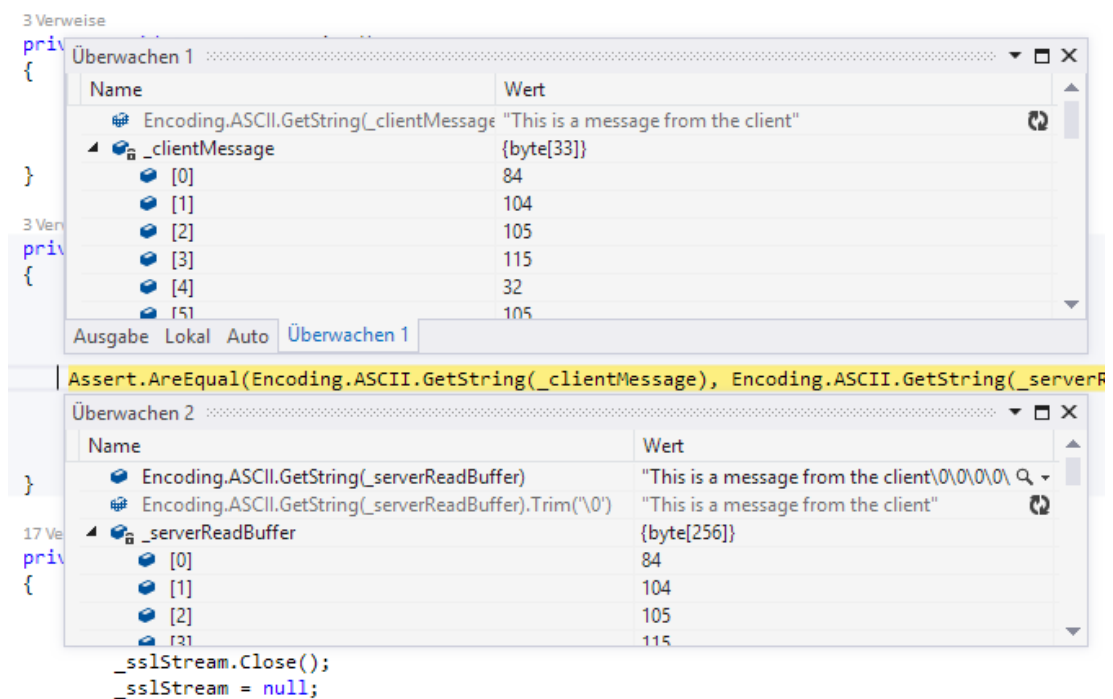 3 Verweise
priv
{
Überwachen 1
Name Wert
Encoding.ASCII.GetString(_clientMessage "This is a message from the client"
_clientMessage {byte[33]}
[0] 84
[1] 104
[2] 105
[3] 115
[4] 32
[5] 105
Ausgabe Lokal Auto Überwachen 1
}
3 Ver
priv
{
Assert.AreEqual(Encoding.ASCII.GetString(_clientMessage), Encoding.ASCII.GetString(_serverR
Überwachen 2
Name Wert
Encoding.ASCII.GetString(_serverReadBuffer) "This is a message from the client\0\0\0\0\
Encoding.ASCII.GetString(_serverReadBuffer).Trim('\0') "This is a message from the client"
_serverReadBuffer {byte[256]}
[0] 84
[1] 104
[2] 105
[3] 115
}
17 Ve
priv
{
_sslStream.Close();
_sslStream = null;